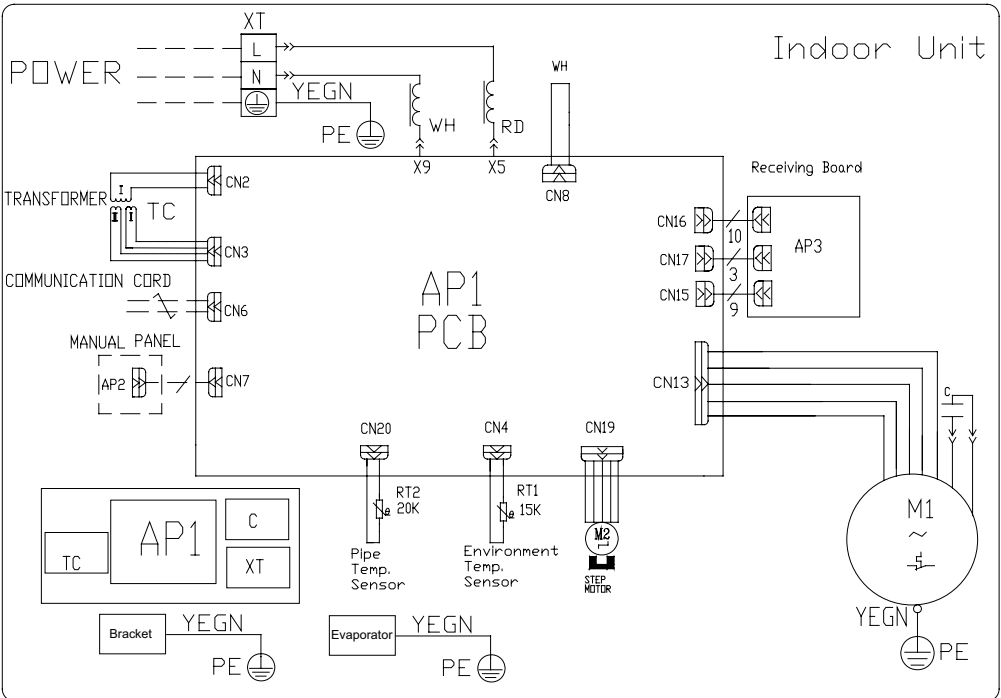 Indoor Unit
XT
POWER
L
N
YEGN
PE
WH
X9
RD
X5
WH
CN8
TRANSFORMER
I
II
II
TC
CN2
CN3
COMMUNICATION CORD
CN6
MANUAL PANEL
AP2
CN7
AP1
PCB
Receiving Board
CN16
10
CN17
3
CN15
9
AP3
CN13
C
M1
~
YEGN
PE
CN20
RT2
20K
Pipe
Temp.
Sensor
CN4
RT1
15K
Environment
Temp.
Sensor
CN19
M2
STEP
MOTOR
TC
AP1
C
XT
Bracket
YEGN
PE
Evaporator
YEGN
PE